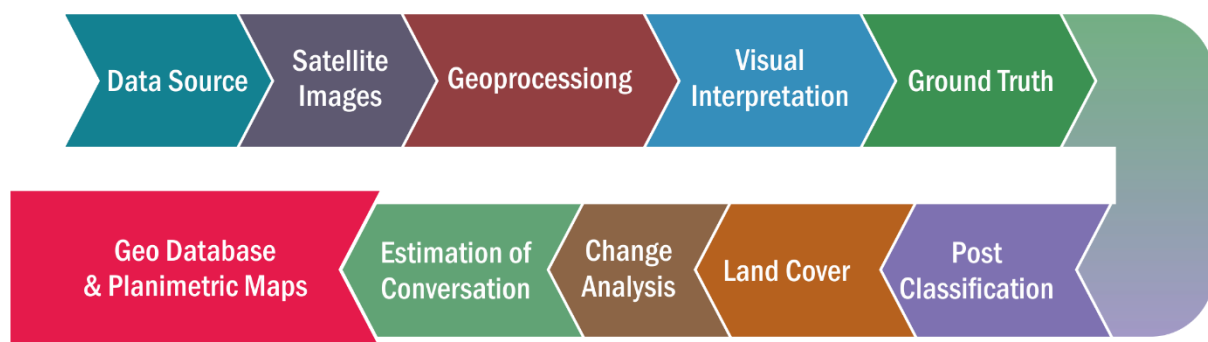 Data Source
Satellite
Images
Geoprocessiong
Visual
Interpretation
Ground Truth
Post
Classification
Land Cover
Change
Analysis
Estimation of
Conversation
Geo Database
& Planimetric Maps